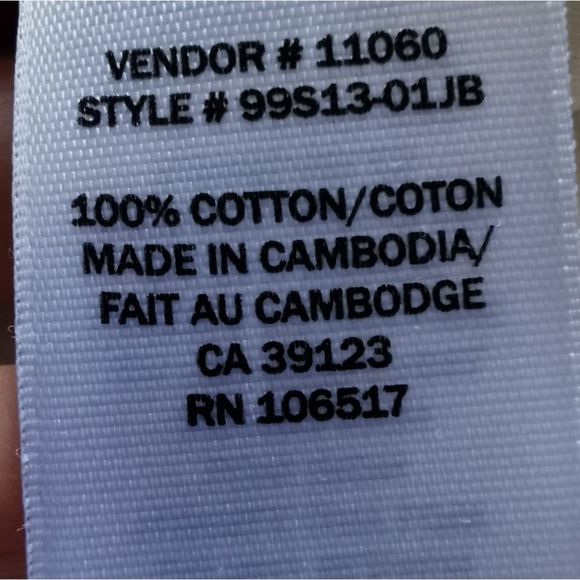 VENDOR # 11060
STYLE # 99S13-01JB
100% COTTON/COTON
MADE IN CAMBODIA/
FAIT AU CAMBODGE
CA 39123
RN 106517